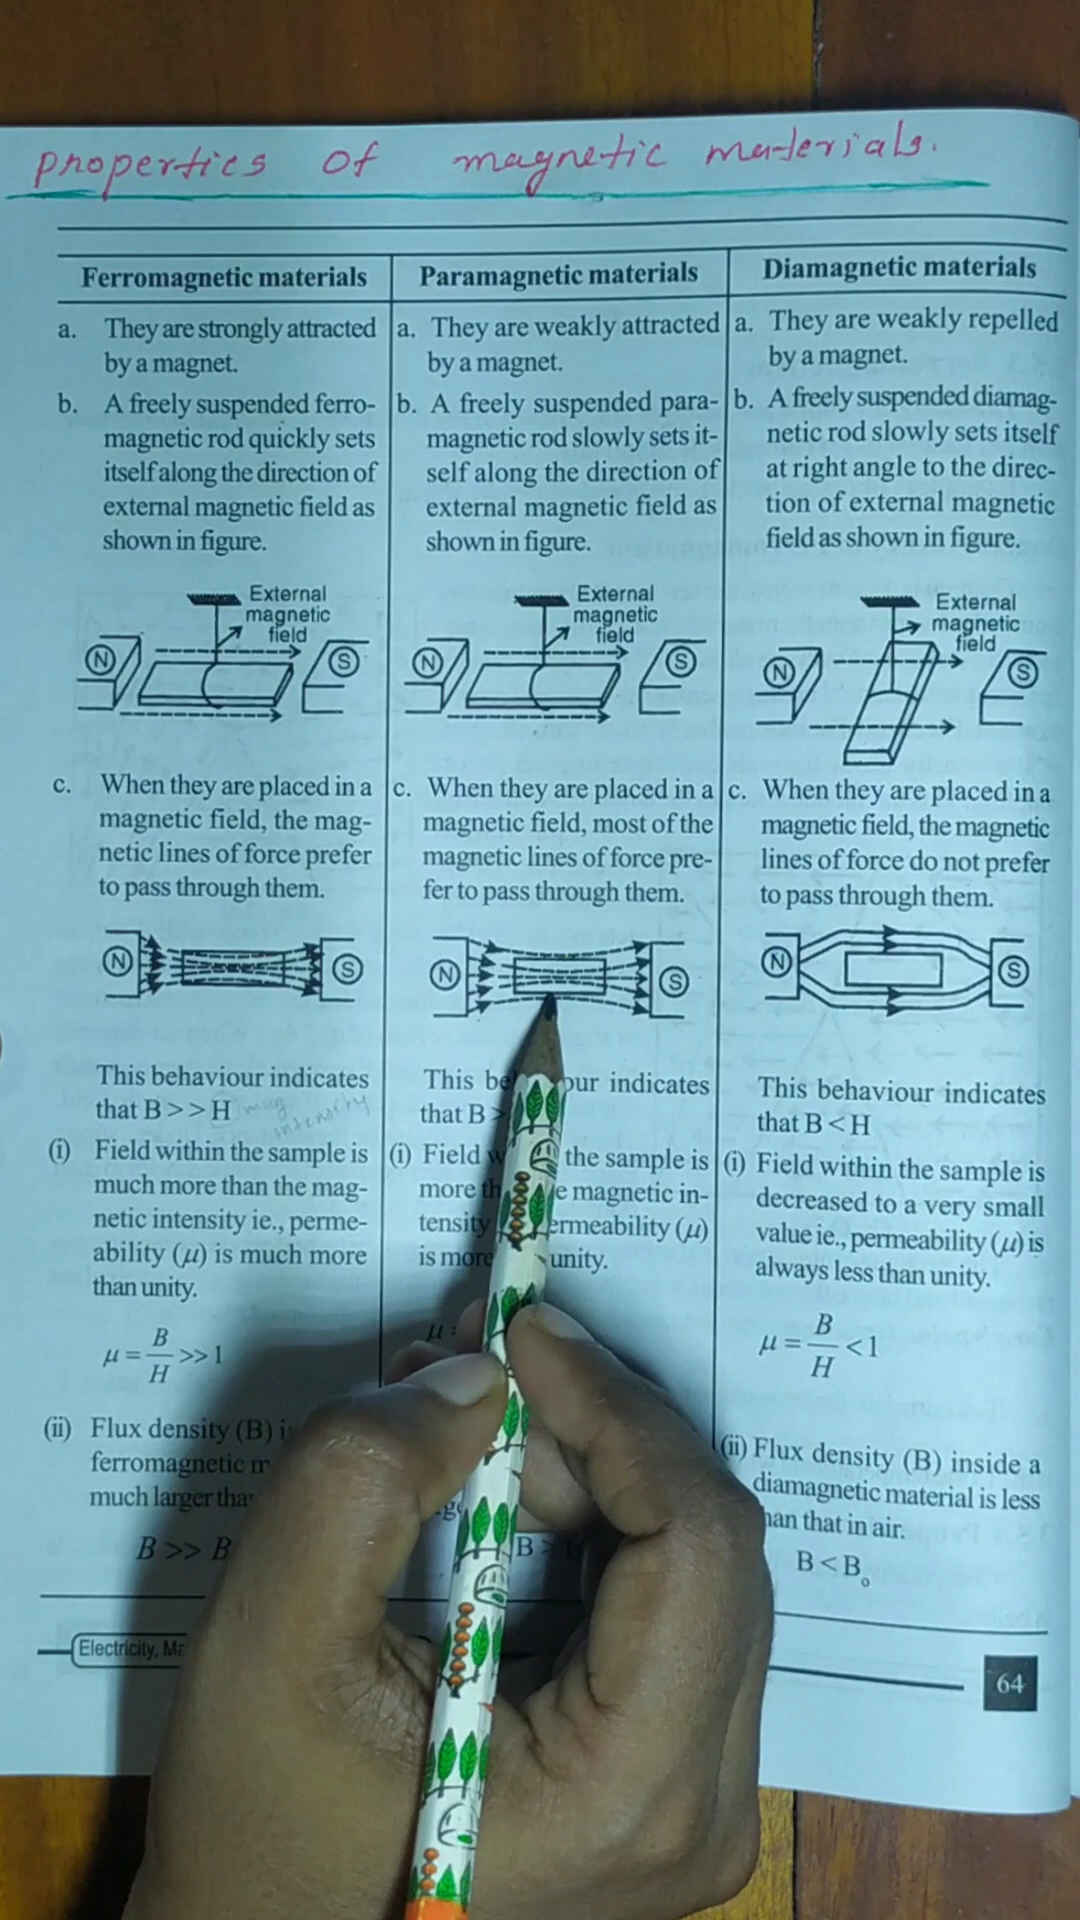 properties of magnetic materials.
Ferromagnetic materials
a. They are strongly attracted
by a magnet.
b. A freely suspended ferro-
magnetic rod quickly sets
itself along the direction of
external magnetic field as
shown in figure.
External
magnetic
field
N
S
c. When they are placed in a
magnetic field, the mag-
netic lines of force prefer
to pass through them.
N
S
This behaviour indicates
that B >> H mag
intensity
(i) Field within the sample is
much more than the mag-
netic intensity ie., perme-
ability (μ) is much more
than unity.
μ = B/H >> 1
(ii) Flux density (B)
ferromagnetic
much larger
B >> B
Paramagnetic materials
a. They are weakly attracted
by a magnet.
b. A freely suspended para-
magnetic rod slowly sets it-
self along the direction of
external magnetic field as
shown in figure.
External
magnetic
field
N
S
c. When they are placed in a
magnetic field, most of the
magnetic lines of force pre-
fer to pass through them.
N
S
This indicates
that B >
(i) Field the sample is
more magnetic in-
tensity permeability (μ)
is more unity.
μ =
B >
Diamagnetic materials
a. They are weakly repelled
by a magnet.
b. A freely suspended diamag-
netic rod slowly sets itself
at right angle to the direc-
tion of external magnetic
field as shown in figure.
External
magnetic
field
N
S
c. When they are placed in a
magnetic field, the magnetic
lines of force do not prefer
to pass through them.
N
S
This behaviour indicates
that B < H
(i) Field within the sample is
decreased to a very small
value ie., permeability (μ) is
always less than unity.
μ = B/H < 1
(ii) Flux density (B) inside a
diamagnetic material is less
than that in air.
B < B₀
Electricity,
64